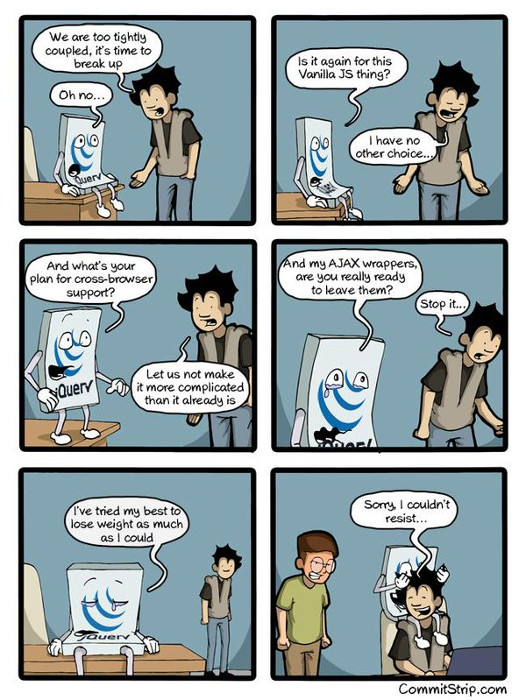 We are too tightly
coupled, it's time to
break up
Oh no...
Query
Is it again for this
Vanilla JS thing?
I have no
other choice...
And what's your
plan for cross-browser
support?
jQuery
Let us not make
it more complicated
than it already is
And my AJAX wrappers,
are you really ready
to leave them?
Stop it...
I've tried my best to
lose weight as much
as I could
Query
Sorry, I couldn't
resist...
CommitStrip.com